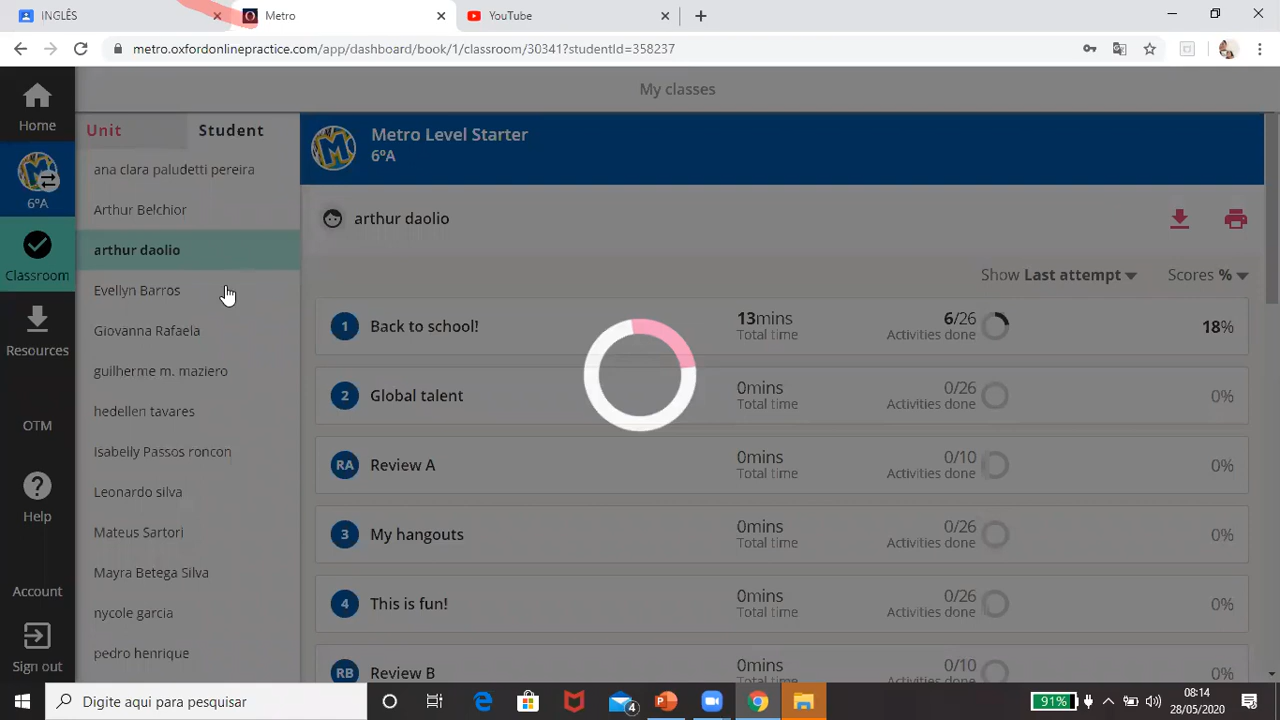 INGLÊS
Metro
YouTube
metro.oxfordonlinepractice.com/app/dashboard/book/1/classroom/30341?studentId=358237
My classes
Home
6ºA
Classroom
Resources
OTM
Help
Account
Sign out
Unit
Student
ana clara paludetti pereira
Arthur Belchior
arthur daolio
Evellyn Barros
Giovanna Rafaela
guilherme m. maziero
hedellen tavares
Isabelly Passos roncon
Leonardo silva
Mateus Sartori
Mayra Betega Silva
nycole garcia
pedro henrique
Metro Level Starter
6ºA
arthur daolio
Show Last attempt
Scores %
1 Back to school! 13mins Total time 6/26 Activities done 18%
2 Global talent 0mins Total time 0/26 Activities done 0%
RA Review A 0mins Total time 0/10 Activities done 0%
3 My hangouts 0mins Total time 0/26 Activities done 0%
4 This is fun! 0mins Total time 0/26 Activities done 0%
RB Review B 0mins Total time 0/10 Activities done 0%
Digite aqui para pesquisar
4
91%
08:14
28/05/2020